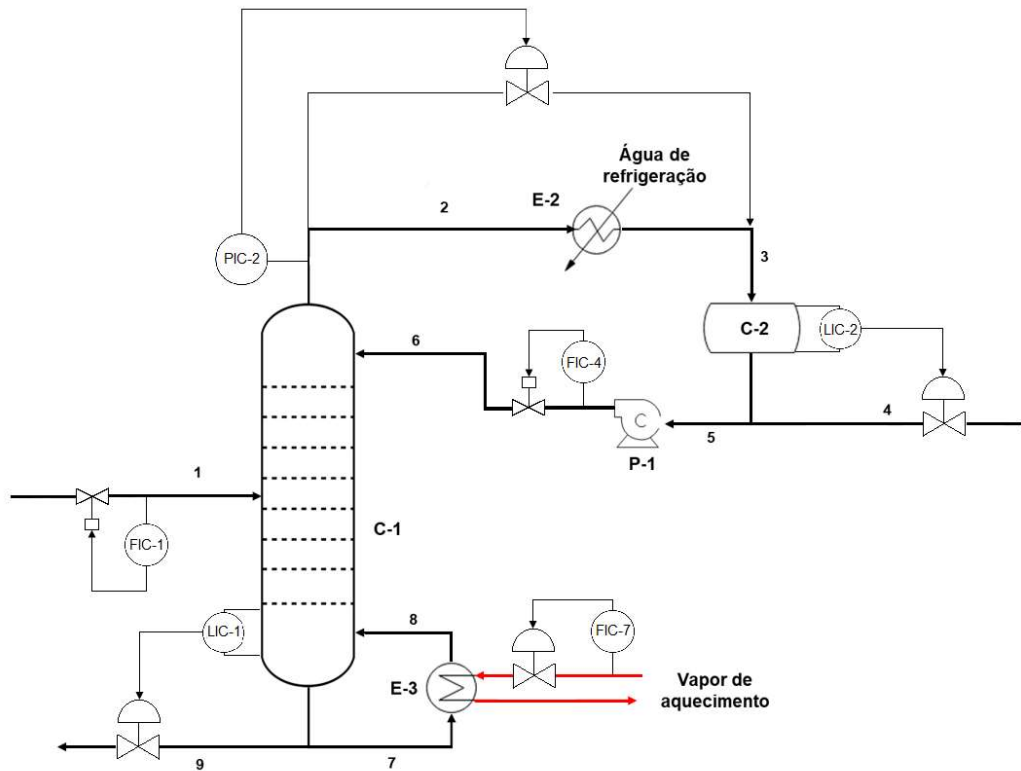 Água de
refrigeração
E-2
2
PIC-2
3
C-2
LIC-2
6
FIC-4
C
5
4
P-1
1
C-1
FIC-1
LIC-1
8
FIC-7
E-3
Vapor de
aquecimento
9
7